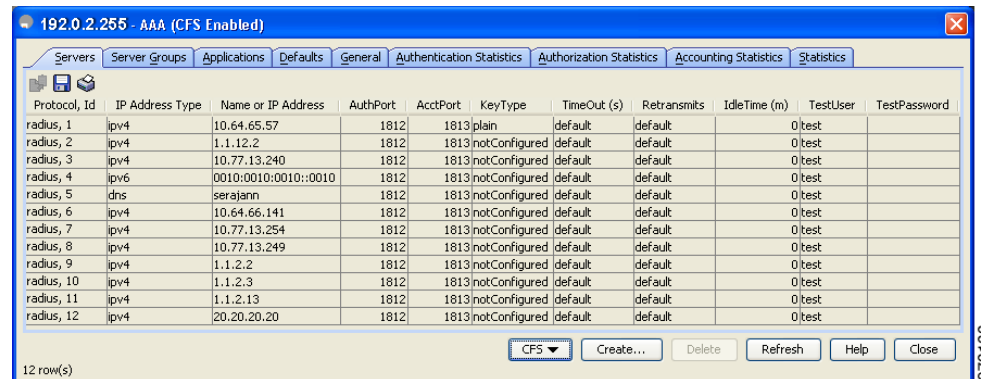 192.0.2.255 - AAA (CFS Enabled)
Servers Server Groups Applications Defaults General Authentication Statistics Authorization Statistics Accounting Statistics Statistics
Protocol, Id IP Address Type Name or IP Address AuthPort AcctPort KeyType TimeOut (s) Retransmits IdleTime (m) TestUser TestPassword
radius, 1 ipv4 10.64.65.57 1812 1813 plain default default 0 test
radius, 2 ipv4 1.1.12.2 1812 1813 notConfigured default default 0 test
radius, 3 ipv4 10.77.13.240 1812 1813 notConfigured default default 0 test
radius, 4 ipv6 0010:0010:0010::0010 1812 1813 notConfigured default default 0 test
radius, 5 dns serajann 1812 1813 notConfigured default default 0 test
radius, 6 ipv4 10.64.66.141 1812 1813 notConfigured default default 0 test
radius, 7 ipv4 10.77.13.254 1812 1813 notConfigured default default 0 test
radius, 8 ipv4 10.77.13.249 1812 1813 notConfigured default default 0 test
radius, 9 ipv4 1.1.2.2 1812 1813 notConfigured default default 0 test
radius, 10 ipv4 1.1.2.3 1812 1813 notConfigured default default 0 test
radius, 11 ipv4 1.1.2.13 1812 1813 notConfigured default default 0 test
radius, 12 ipv4 20.20.20.20 1812 1813 notConfigured default default 0 test
CFS Create... Delete Refresh Help Close
12 row(s)